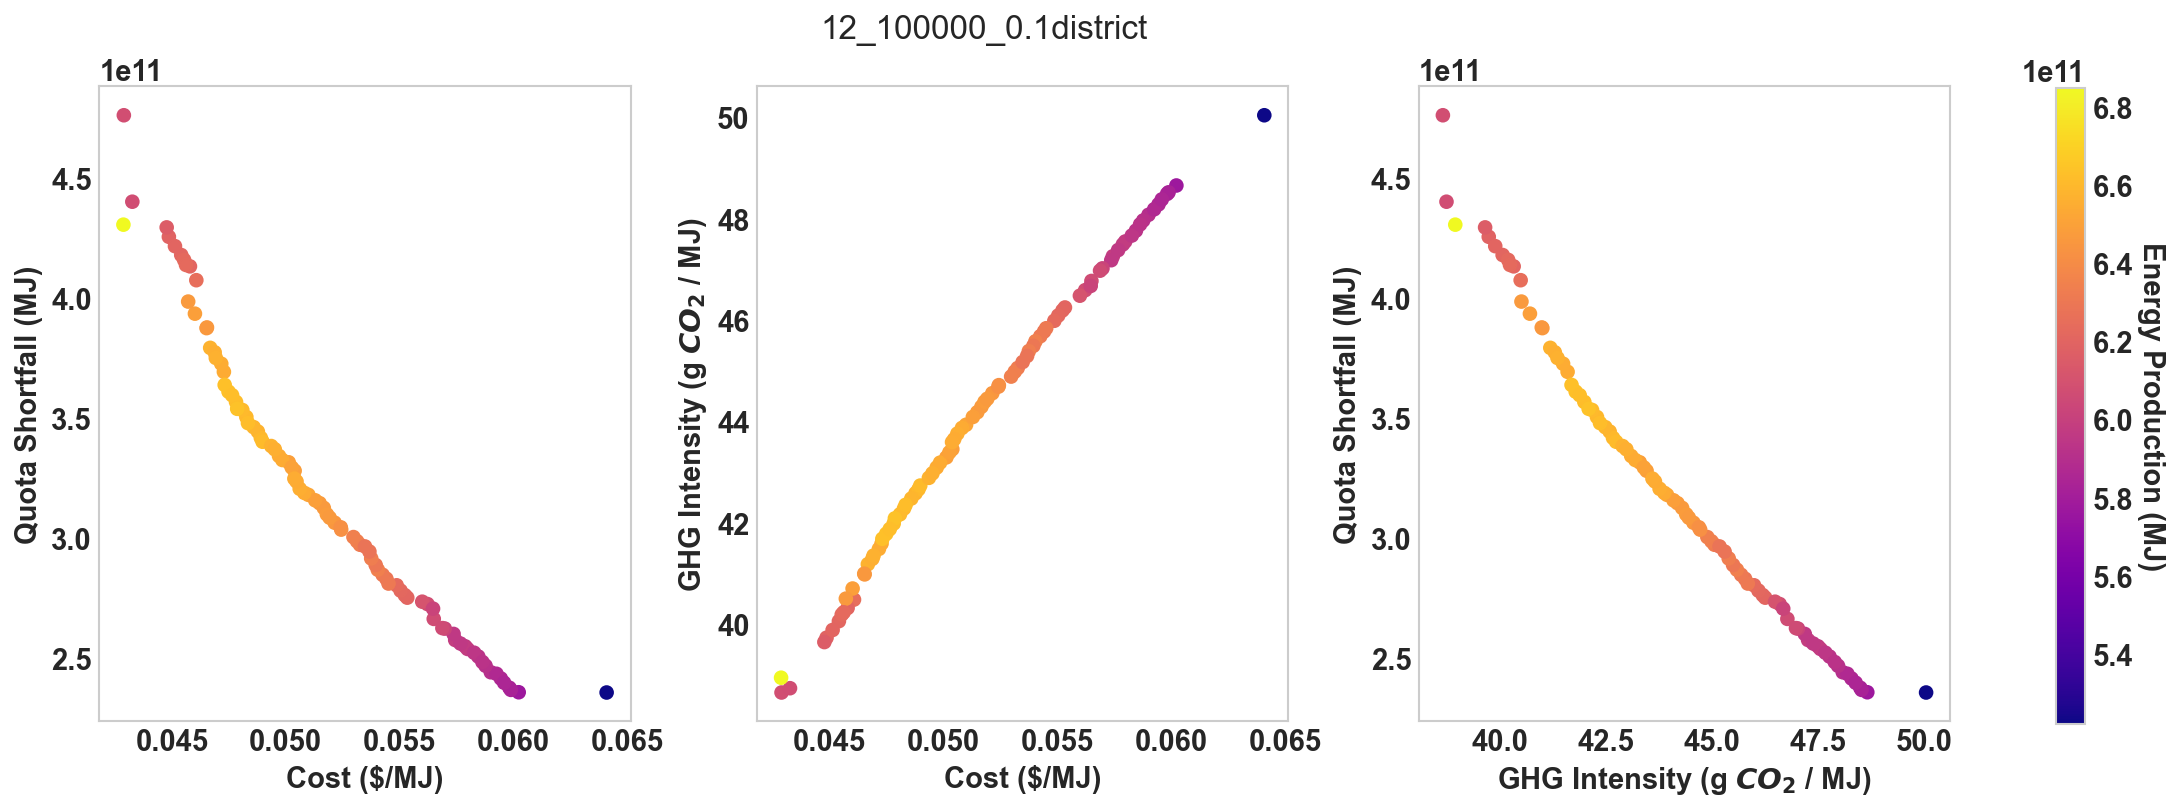 12_100000_0.1district
1e11
4.5
4.0
3.5
3.0
2.5
Quota Shortfall (MJ)
0.045 0.050 0.055 0.060 0.065
Cost ($/MJ)
50
48
46
44
42
40
GHG Intensity (g CO₂ / MJ)
0.045 0.050 0.055 0.060 0.065
Cost ($/MJ)
1e11
4.5
4.0
3.5
3.0
2.5
Quota Shortfall (MJ)
40.0 42.5 45.0 47.5 50.0
GHG Intensity (g CO₂ / MJ)
1e11
6.8
6.6
6.4
6.2
6.0
5.8
5.6
5.4
Energy Production (MJ)